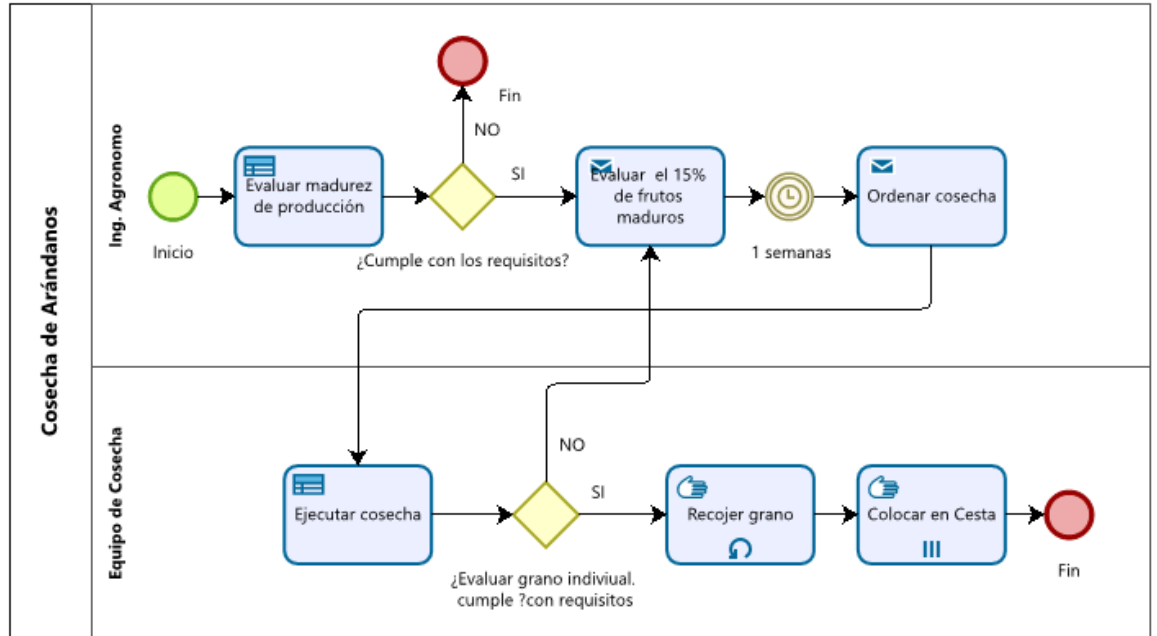 Cosecha de Arándanos
Ing. Agronomo
Fin
NO
SI
Evaluar madurez
de producción
Evaluar el 15%
de frutos
maduros
Ordenar cosecha
Inicio
¿Cumple con los requisitos?
1 semanas
Equipo de Cosecha
NO
SI
Ejecutar cosecha
Recojer grano
Colocar en Cesta
Fin
¿Evaluar grano indiviual.
cumple ?con requisitos